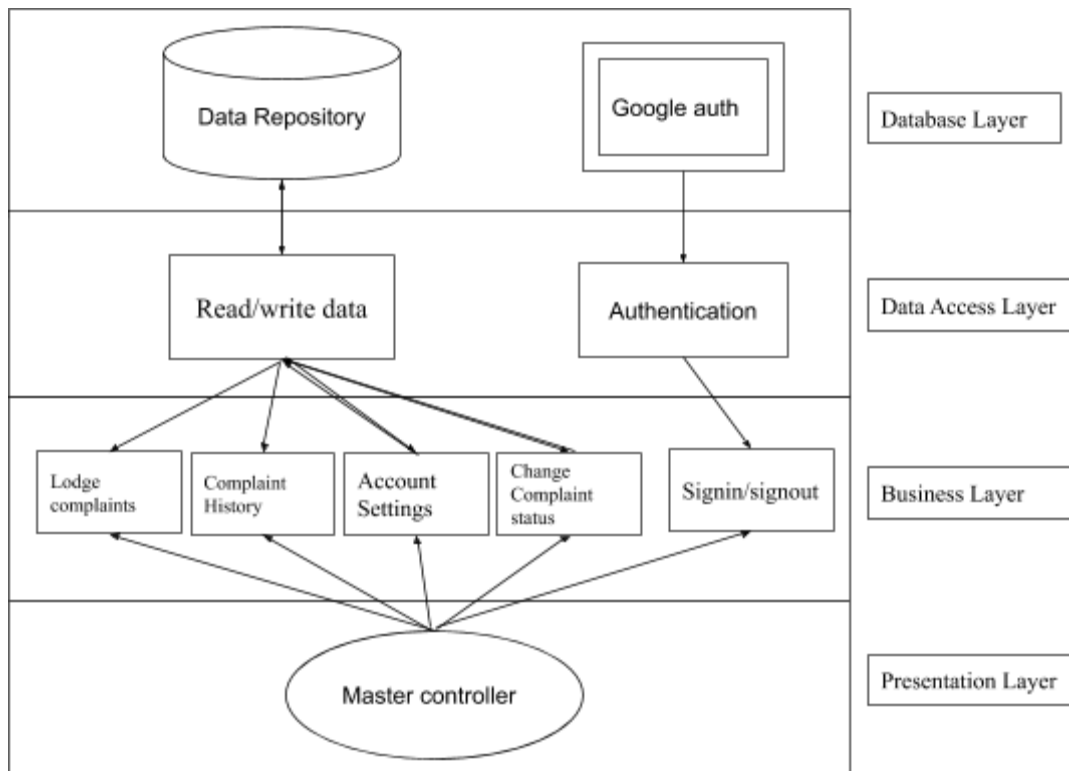 Data Repository
Google auth
Database Layer
Read/write data
Authentication
Data Access Layer
Lodge
complaints
Complaint
History
Account
Settings
Change
Complaint
status
Signin/signout
Business Layer
Master controller
Presentation Layer